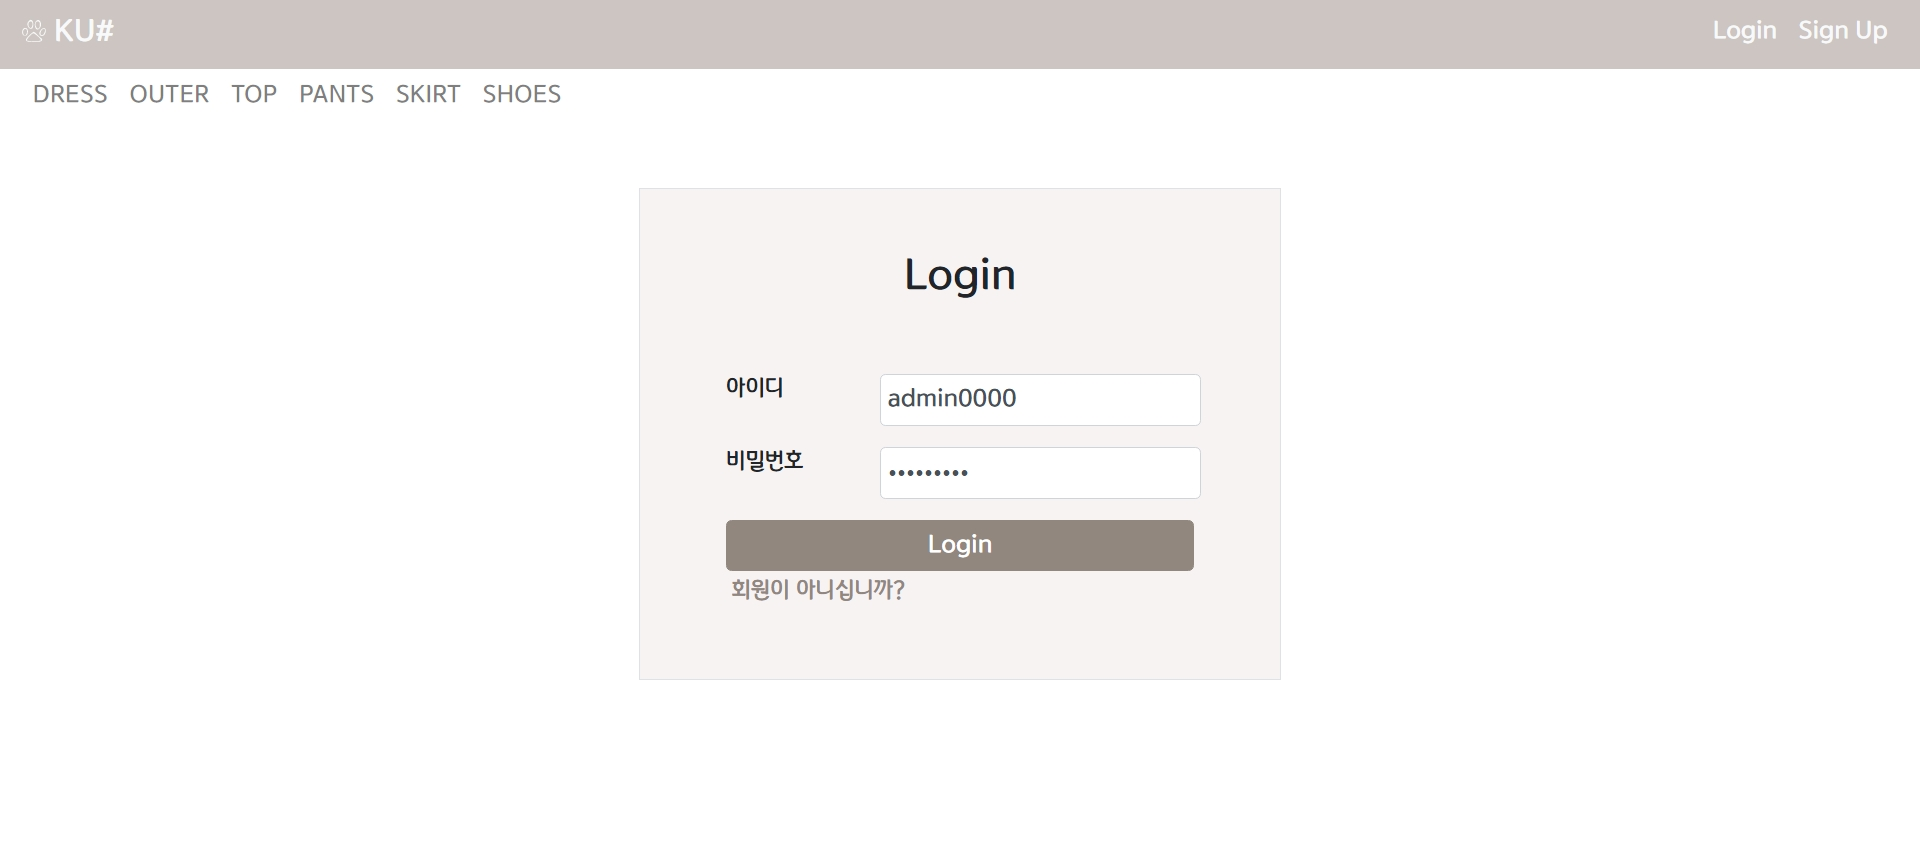 KU# Login Sign Up
DRESS OUTER TOP PANTS SKIRT SHOES
Login
아이디 admin0000
비밀번호 •••••••••
Login
회원이 아니십니까?